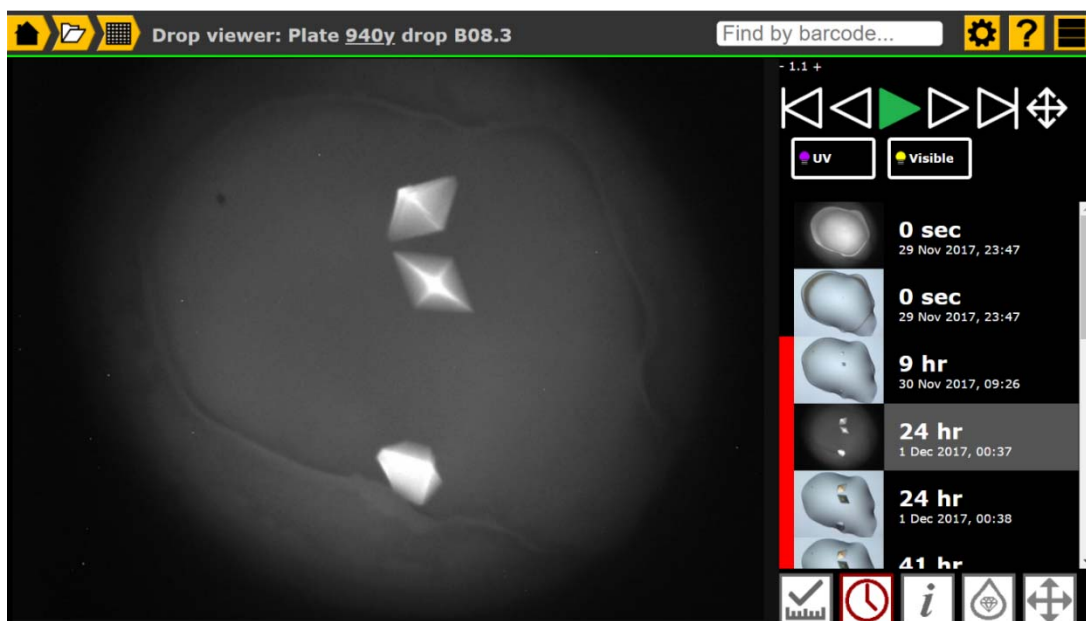 Drop viewer: Plate 940y drop B08.3
Find by barcode...
?
- 1.1 +
UV
Visible
0 sec
29 Nov 2017, 23:47
0 sec
29 Nov 2017, 23:47
9 hr
30 Nov 2017, 09:26
24 hr
1 Dec 2017, 00:37
24 hr
1 Dec 2017, 00:38
41 hr
i